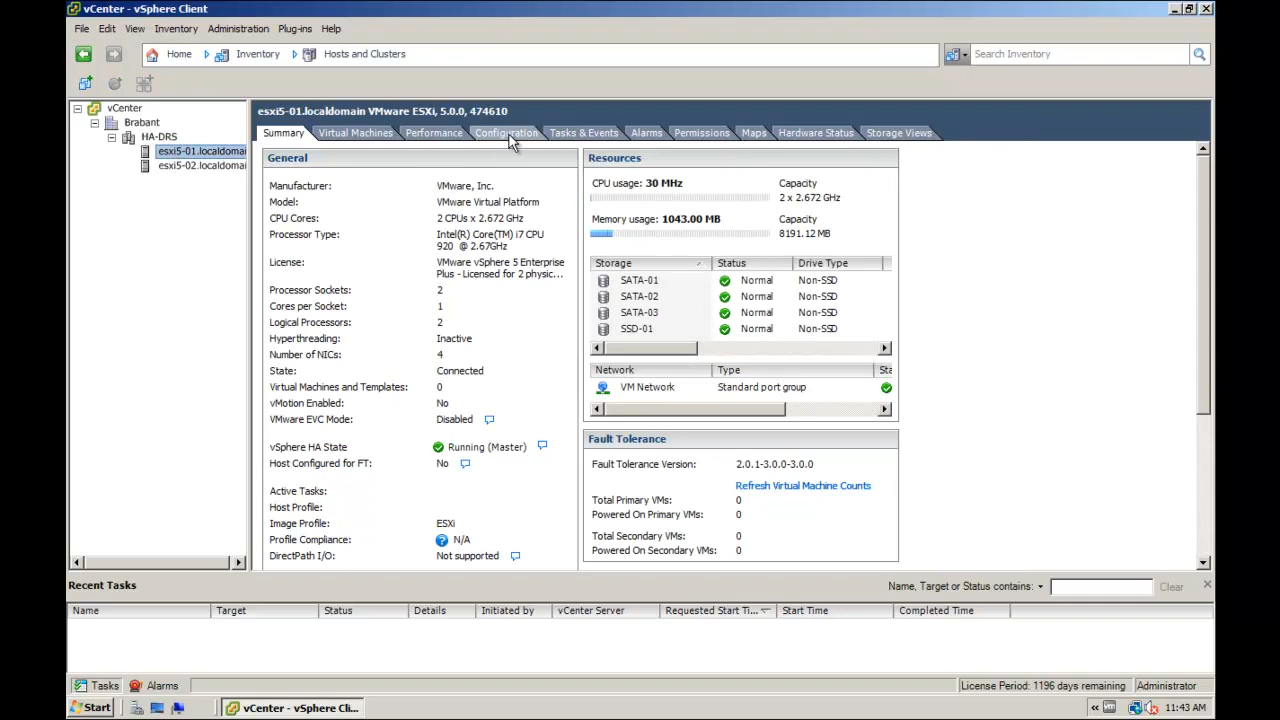 vCenter - vSphere Client
File Edit View Inventory Administration Plug-ins Help
Home Inventory Hosts and Clusters Search Inventory
vCenter
Brabant
HA-DRS
esxi5-01.localdomai
esxi5-02.localdomai
esxi5-01.localdomain VMware ESXi, 5.0.0, 474610
Summary Virtual Machines Performance Configuration Tasks & Events Alarms Permissions Maps Hardware Status Storage Views
General
Manufacturer: VMware, Inc.
Model: VMware Virtual Platform
CPU Cores: 2 CPUs x 2.672 GHz
Processor Type: Intel(R) Core(TM) i7 CPU
920 @ 2.67GHz
License: VMware vSphere 5 Enterprise
Plus - Licensed for 2 physic...
Processor Sockets: 2
Cores per Socket: 1
Logical Processors: 2
Hyperthreading: Inactive
Number of NICs: 4
State: Connected
Virtual Machines and Templates: 0
vMotion Enabled: No
VMware EVC Mode: Disabled
vSphere HA State Running (Master)
Host Configured for FT: No
Active Tasks:
Host Profile:
Image Profile: ESXi
Profile Compliance: N/A
DirectPath I/O: Not supported
Resources
CPU usage: 30 MHz Capacity
2 x 2.672 GHz
Memory usage: 1043.00 MB Capacity
8191.12 MB
Storage Status Drive Type
SATA-01 Normal Non-SSD
SATA-02 Normal Non-SSD
SATA-03 Normal Non-SSD
SSD-01 Normal Non-SSD
Network Type Sta
VM Network Standard port group
Fault Tolerance
Fault Tolerance Version: 2.0.1-3.0.0-3.0.0
Refresh Virtual Machine Counts
Total Primary VMs: 0
Powered On Primary VMs: 0
Total Secondary VMs: 0
Powered On Secondary VMs: 0
Recent Tasks Name, Target or Status contains: Clear
Name Target Status Details Initiated by vCenter Server Requested Start Ti... Start Time Completed Time
Tasks Alarms License Period: 1196 days remaining Administrator
Start vCenter - vSphere Cli... 11:43 AM